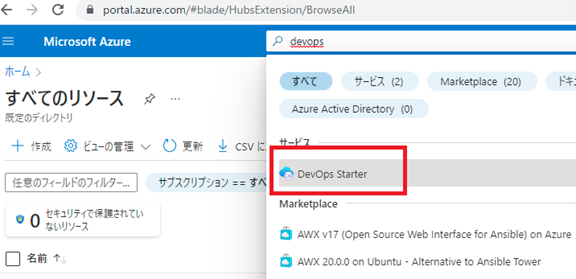 portal.azure.com/#blade/HubsExtension/BrowseAll
Microsoft Azure
devops
ホーム >
すべてのリソース
既定のディレクトリ
すべて
サービス (2)
Marketplace (20)
Azure Active Directory (0)
+ 作成
ビューの管理
更新
CSV に
サービス
DevOps Starter
任意のフィールドのフィルター...
サブスクリプション == すべ
Marketplace
0 セキュリティで保護されてい
ないリソース
AWX v17 (Open Source Web Interface for Ansible) on Azure
名前 ↑↓
AWX 20.0.0 on Ubuntu - Alternative to Ansible Tower